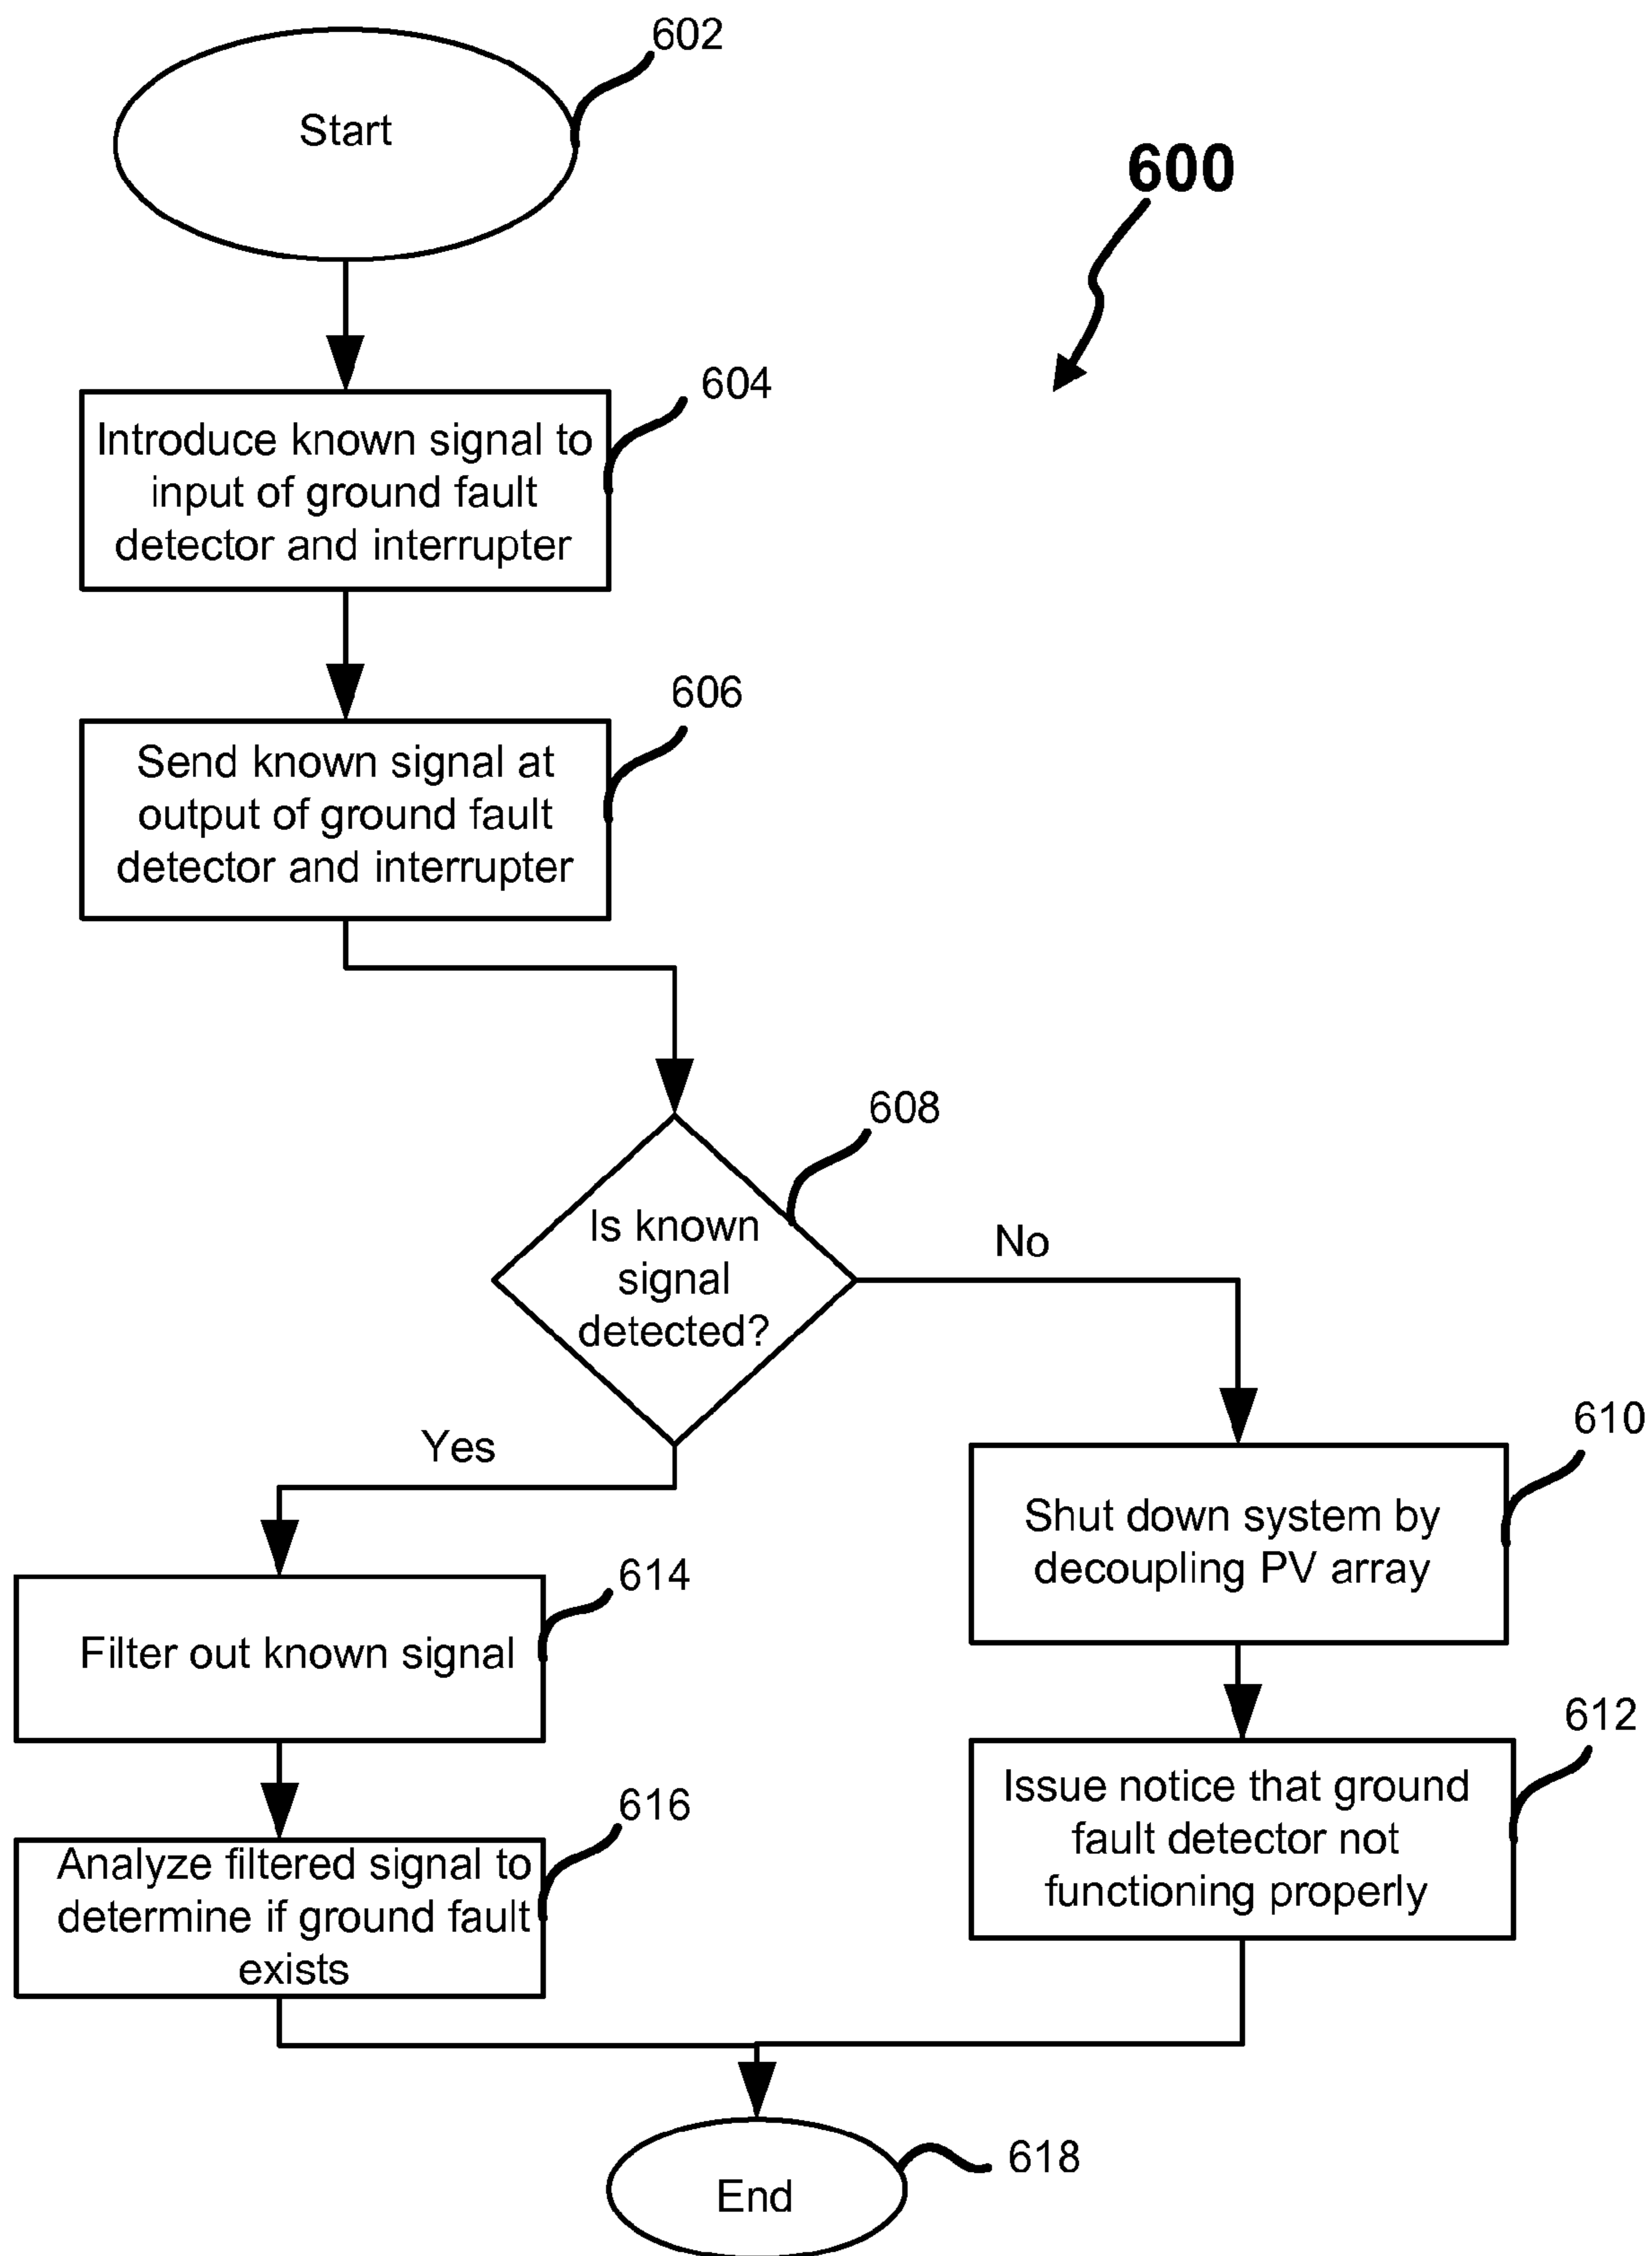 602
Start
600
604
Introduce known signal to
input of ground fault
detector and interrupter
606
Send known signal at
output of ground fault
detector and interrupter
608
Is known
signal
detected?
No
Yes
610
Shut down system by
decoupling PV array
614
Filter out known signal
612
Issue notice that ground
fault detector not
functioning properly
616
Analyze filtered signal to
determine if ground fault
exists
618
End